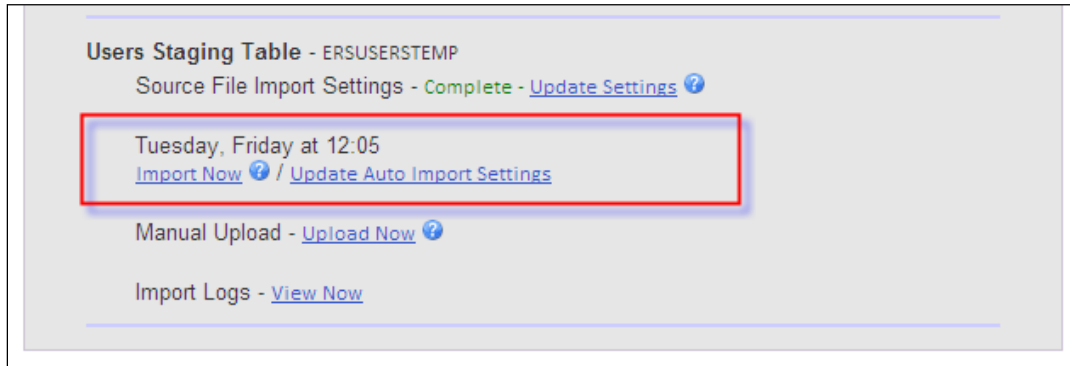 Users Staging Table - ERSUSERSTEMP
Source File Import Settings - Complete - Update Settings ?
Tuesday, Friday at 12:05
Import Now ? / Update Auto Import Settings
Manual Upload - Upload Now ?
Import Logs - View Now